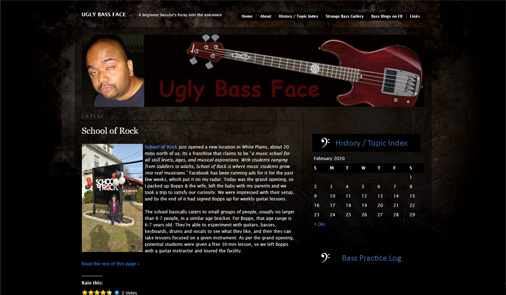 UGLY BASS FACE
A beginner bassist's foray into the unknown
Home About History / Topic Index Strange Bass Gallery Bass Blogs on FB Links
Ugly Bass Face
LATEST
School of Rock
School of Rock just opened a new location in White Plains, about 20
miles north of us. Its a franchise that claims to be "a music school for
all skill levels, ages, and musical aspirations. With students ranging
from toddlers to adults, School of Rock is where music students grow
into real musicians." Facebook has been running ads for it for the past
few weeks, which put it on my radar. Today was the grand opening, so
I packed up Bopps & the wife, left the baby with my parents and we
took a trip to satisfy our curiosity. We were impressed with their setup,
and by the end of it had signed Bopps up for weekly guitar lessons.
The school basically caters to small groups of people, usually no larger
than 6-7 people, in a similar age bracket. For Bopps, that age range is
6-7 years old. They're able to experiment with guitars, basses,
keyboards, drums and vocals to see what they like, and then they can
take lessons focused on a given instrument. As per the grand opening,
potential students were given a free 30-min lesson, so we left Bopps
with a guitar instructor and toured the facility.
Read the rest of this page »
Rate this:
3 Votes
History / Topic Index
February 2020
S M T W T F S
1
2 3 4 5 6 7 8
9 10 11 12 13 14 15
16 17 18 19 20 21 22
23 24 25 26 27 28 29
« Dec
Bass Practice Log